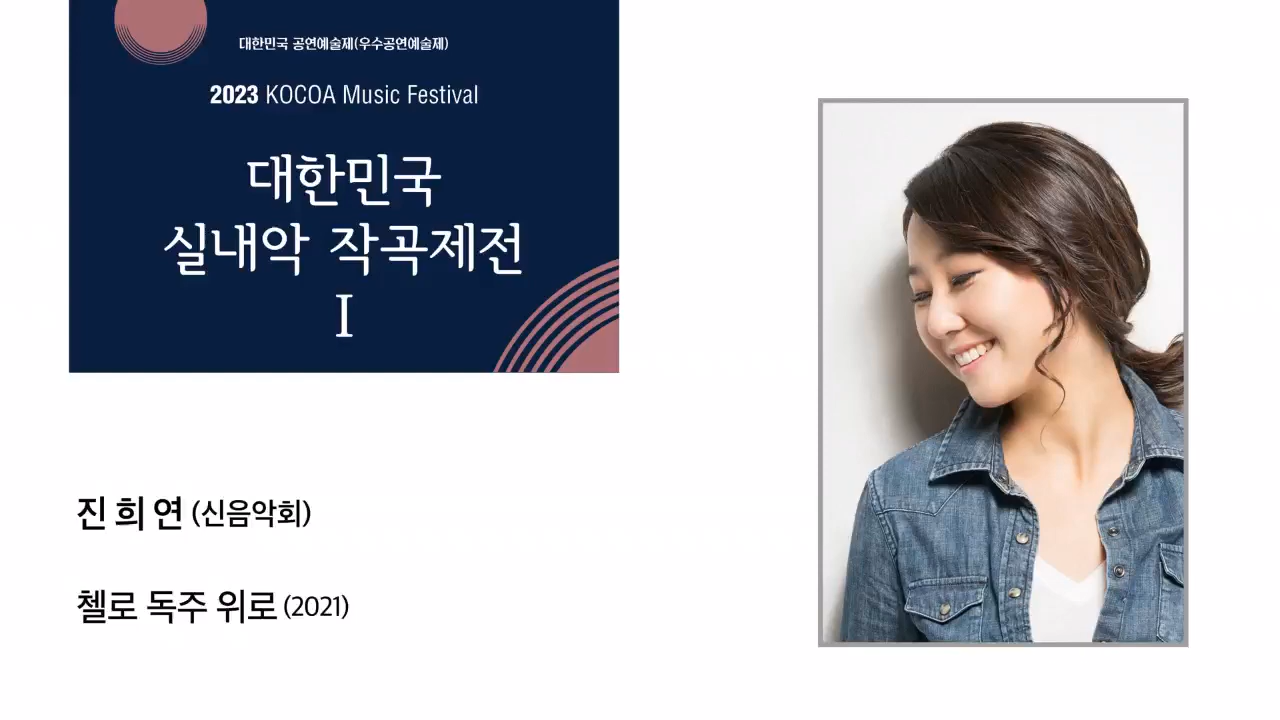 대한민국 공연예술제(우수공연예술제)
2023 KOCOA Music Festival
대한민국
실내악 작곡제전
I
진 희 연 (신음악회)
첼로 독주 위로 (2021)